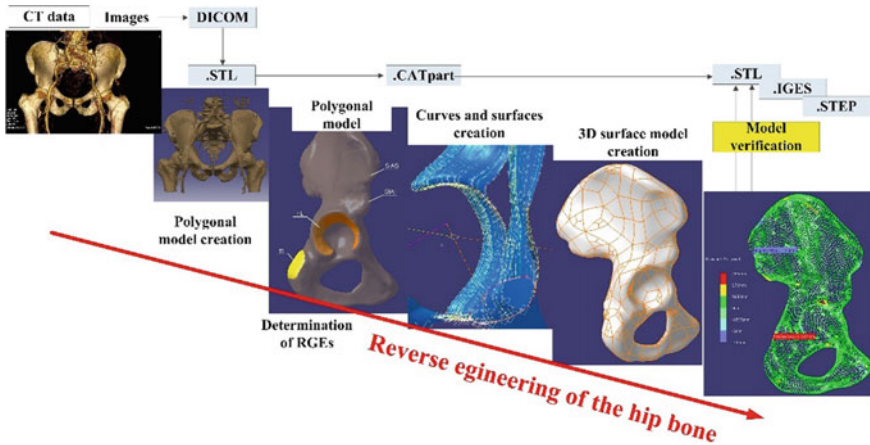 CT data
Images
DICOM
.STL
.CATpart
.STL
.IGES
.STEP
Polygonal
model
Curves and surfaces
creation
3D surface model
creation
Model
verification
Polygonal
model creation
Determination
of RGEs
Reverse egineering of the hip bone